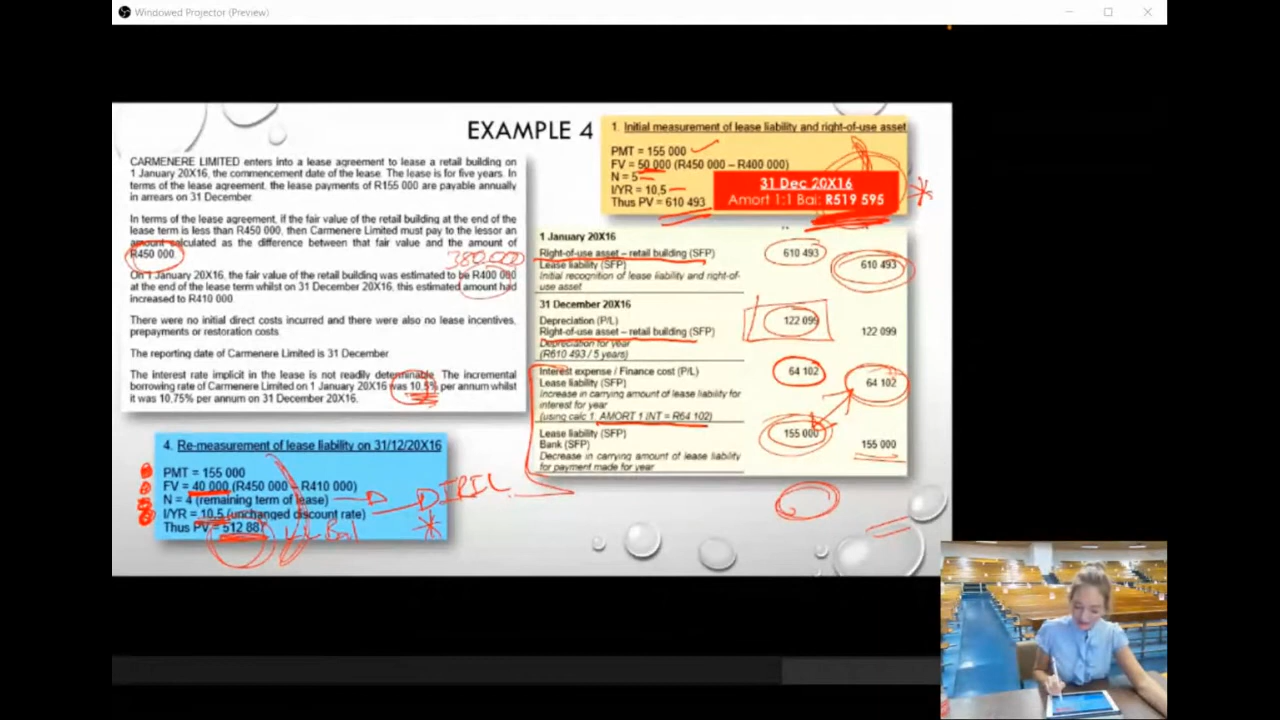 Windowed Projector (Preview)
EXAMPLE 4
CARMENERE LIMITED enters into a lease agreement to lease a retail building on
1 January 20X16, the commencement date of the lease. The lease is for five years. In
terms of the lease agreement, the lease payments of R155 000 are payable annually
in arrears on 31 December.
In terms of the lease agreement, if the fair value of the retail building at the end of the
lease term is less than R450 000, then Carmenere Limited must pay to the lessor an
amount calculated as the difference between that fair value and the amount of
R450 000.
380 000
On 1 January 20X16, the fair value of the retail building was estimated to be R400 000
at the end of the lease term whilst on 31 December 20X16, this estimated amount had
increased to R410 000.
There were no initial direct costs incurred and there were also no lease incentives,
prepayments or restoration costs.
The reporting date of Carmenere Limited is 31 December
The interest rate implicit in the lease is not readily determinable. The incremental
borrowing rate of Carmenere Limited on 1 January 20X16 was 10.5% per annum whilst
it was 10.75% per annum on 31 December 20X16.
4. Re-measurement of lease liability on 31/12/20X16
PMT = 155 000
FV = 40 000 (R450 000 – R410 000)
N = 4 (remaining term of lease)
I/YR = 10,5 (unchanged discount rate)
Thus PV = 512 887
Bal
1. Initial measurement of lease liability and right-of-use asset
PMT = 155 000
FV = 50 000 (R450 000 – R400 000)
N = 5
I/YR = 10,5
Thus PV = 610 493
31 Dec 20X16
Amort 1:1 Bal: R519 595
1 January 20X16
Right-of-use asset – retail building (SFP) 610 493
Lease liability (SFP) 610 493
Initial recognition of lease liability and right-of-
use asset
31 December 20X16
Depreciation (P/L) 122 099
Right-of-use asset – retail building (SFP) 122 099
Depreciation for year
(R610 493 / 5 years)
Interest expense / Finance cost (P/L) 64 102
Lease liability (SFP) 64 102
Increase in carrying amount of lease liability for
interest for year
(using calc 1, AMORT 1 INT = R64 102)
Lease liability (SFP) 155 000
Bank (SFP) 155 000
Decrease in carrying amount of lease liability
for payment made for year